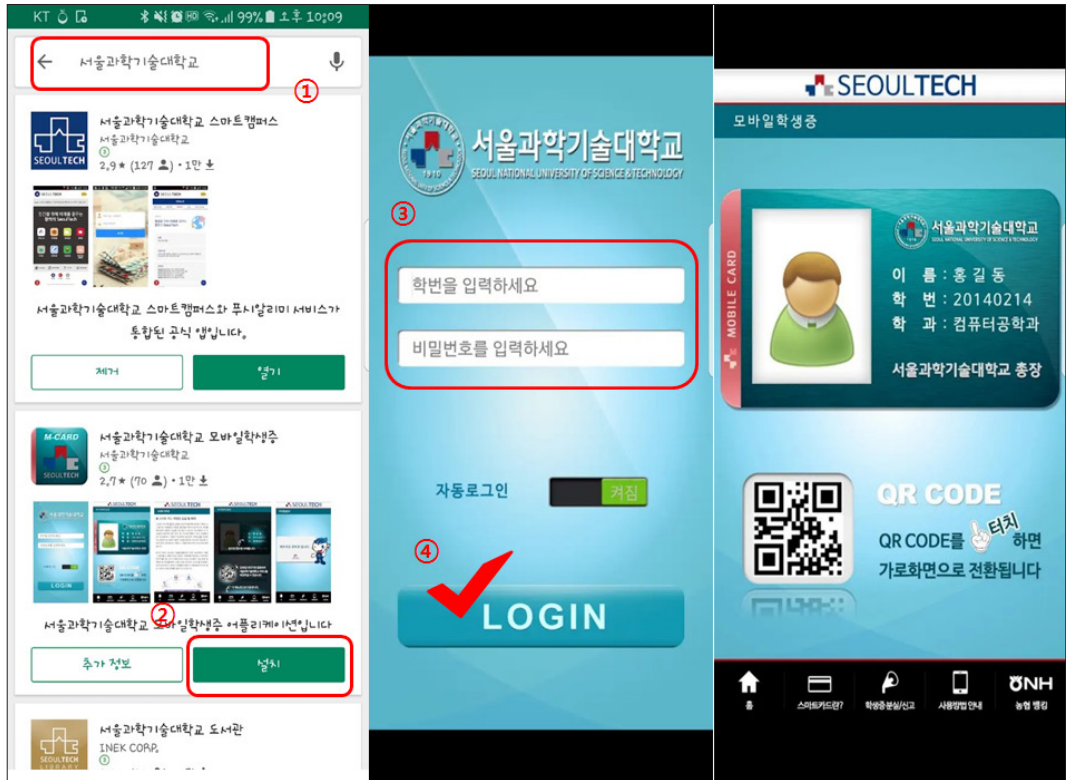 KT
HD
99%
오후 10:09
서울과학기술대학교
①
SEOULTECH
서울과학기술대학교 스마트캠퍼스
서울과학기술대학교
③
2.9★ (127) • 1만
서울과학기술대학교 스마트캠퍼스와 푸시알리미 서비스가
통합된 공식 앱입니다.
제거
열기
M-CARD
SEOULTECH
서울과학기술대학교 모바일학생증
서울과학기술대학교
③
2.7★ (70) • 1만
LOGIN
②
서울과학기술대학교 모바일학생증 어플리케이션입니다
추가 정보
설치
SEOULTECH
LIBRARY
서울과학기술대학교 도서관
INEK CORP.
③
1910
서울과학기술대학교
SEOUL NATIONAL UNIVERSITY OF SCIENCE & TECHNOLOGY
③
학번을 입력하세요
비밀번호를 입력하세요
자동로그인
켜짐
④
LOGIN
SEOULTECH
모바일학생증
MOBILE CARD
서울과학기술대학교
SEOUL NATIONAL UNIVERSITY OF SCIENCE & TECHNOLOGY
이 름 : 홍 길 동
학 번 : 20140214
학 과 : 컴퓨터공학과
서울과학기술대학교 총장
QR CODE
QR CODE를 터치 하면
가로화면으로 전환됩니다
홈
스마트카드란?
학생증분실/신고
사용방법 안내
NH
농협 뱅킹